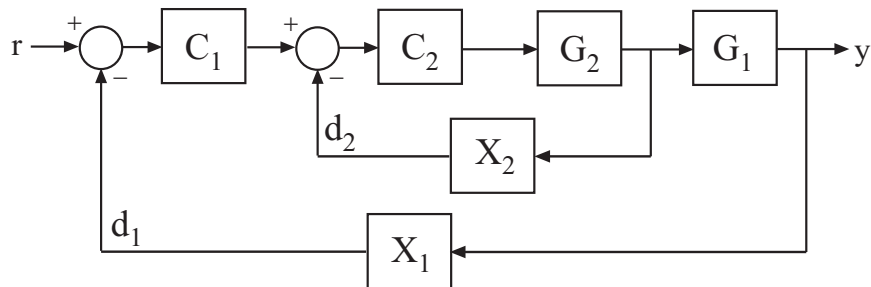 r + − C₁ + − C₂ G₂ G₁ y
d₂ X₂
d₁ X₁